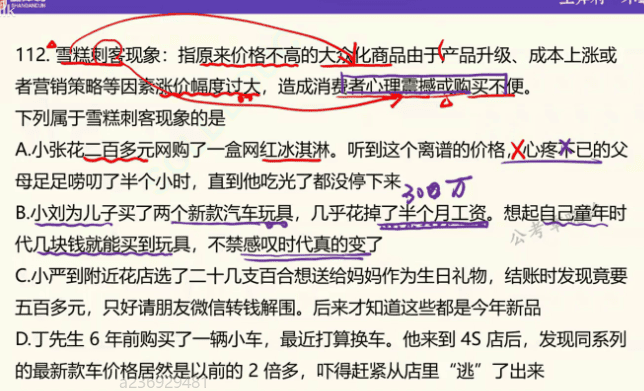 112. 雪糕刺客现象：指原来价格不高的大众化商品由于产品升级、成本上涨或
者营销策略等因素涨价幅度过大，造成消费者心理震撼或购买不便。
下列属于雪糕刺客现象的是
A.小张花二百多元网购了一盒网红冰淇淋。听到这个离谱的价格，心疼不已的父
母足足唠叨了半个小时，直到他吃光了都没停下来
300万
B.小刘为儿子买了两个新款汽车玩具，几乎花掉了半个月工资。想起自己童年时
代几块钱就能买到玩具，不禁感叹时代真的变了
C.小严到附近花店选了二十几支百合想送给妈妈作为生日礼物，结账时发现竟要
五百多元，只好请朋友微信转钱解围。后来才知道这些都是今年新品
D.丁先生 6 年前购买了一辆小车，最近打算换车。他来到 4S 店后，发现同系列
的最新款车价格居然是以前的 2 倍多，吓得赶紧从店里“逃”了出来
a236929481